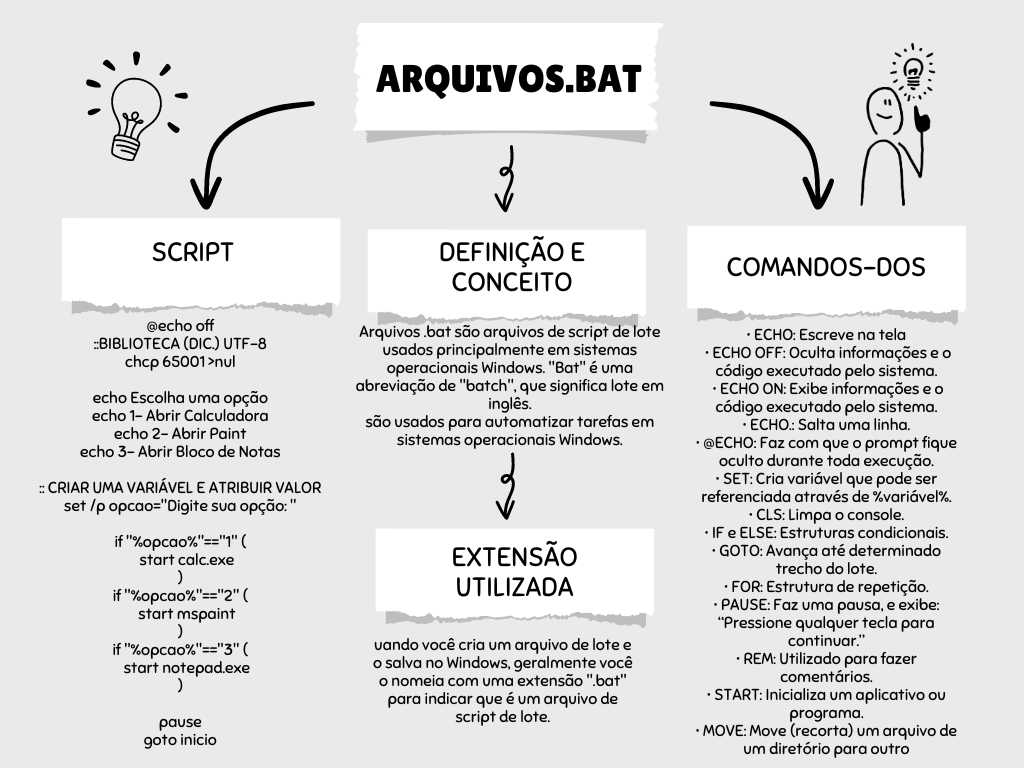 ARQUIVOS.BAT
SCRIPT
@echo off
::BIBLIOTECA (DIC.) UTF-8
chcp 65001>nul
echo Escolha uma opção
echo 1- Abrir Calculadora
echo 2- Abrir Paint
echo 3- Abrir Bloco de Notas
:: CRIAR UMA VARIÁVEL E ATRIBUIR VALOR
set /p opcao="Digite sua opção: "
if "%opcao%"=="1" (
start calc.exe
)
if "%opcao%"=="2" (
start mspaint
)
if "%opcao%"=="3" (
start notepad.exe
)
pause
goto inicio
DEFINIÇÃO E
CONCEITO
Arquivos .bat são arquivos de script de lote
usados principalmente em sistemas
operacionais Windows. "Bat" é uma
abreviação de "batch", que significa lote em
inglês.
são usados para automatizar tarefas em
sistemas operacionais Windows.
EXTENSÃO
UTILIZADA
uando você cria um arquivo de lote e
o salva no Windows, geralmente você
o nomeia com uma extensão ".bat"
para indicar que é um arquivo de
script de lote.
COMANDOS-DOS
• ECHO: Escreve na tela
• ECHO OFF: Oculta informações e o
código executado pelo sistema.
• ECHO ON: Exibe informações e o
código executado pelo sistema.
• ECHO.: Salta uma linha.
• @ECHO: Faz com que o prompt fique
oculto durante toda execução.
• SET: Cria variável que pode ser
referenciada através de %variável%.
• CLS: Limpa o console.
• IF e ELSE: Estruturas condicionais.
• GOTO: Avança até determinado
trecho do lote.
• FOR: Estrutura de repetição.
• PAUSE: Faz uma pausa, e exibe:
“Pressione qualquer tecla para
continuar.”
• REM: Utilizado para fazer
comentários.
• START: Inicializa um aplicativo ou
programa.
• MOVE: Move (recorta) um arquivo de
um diretório para outro